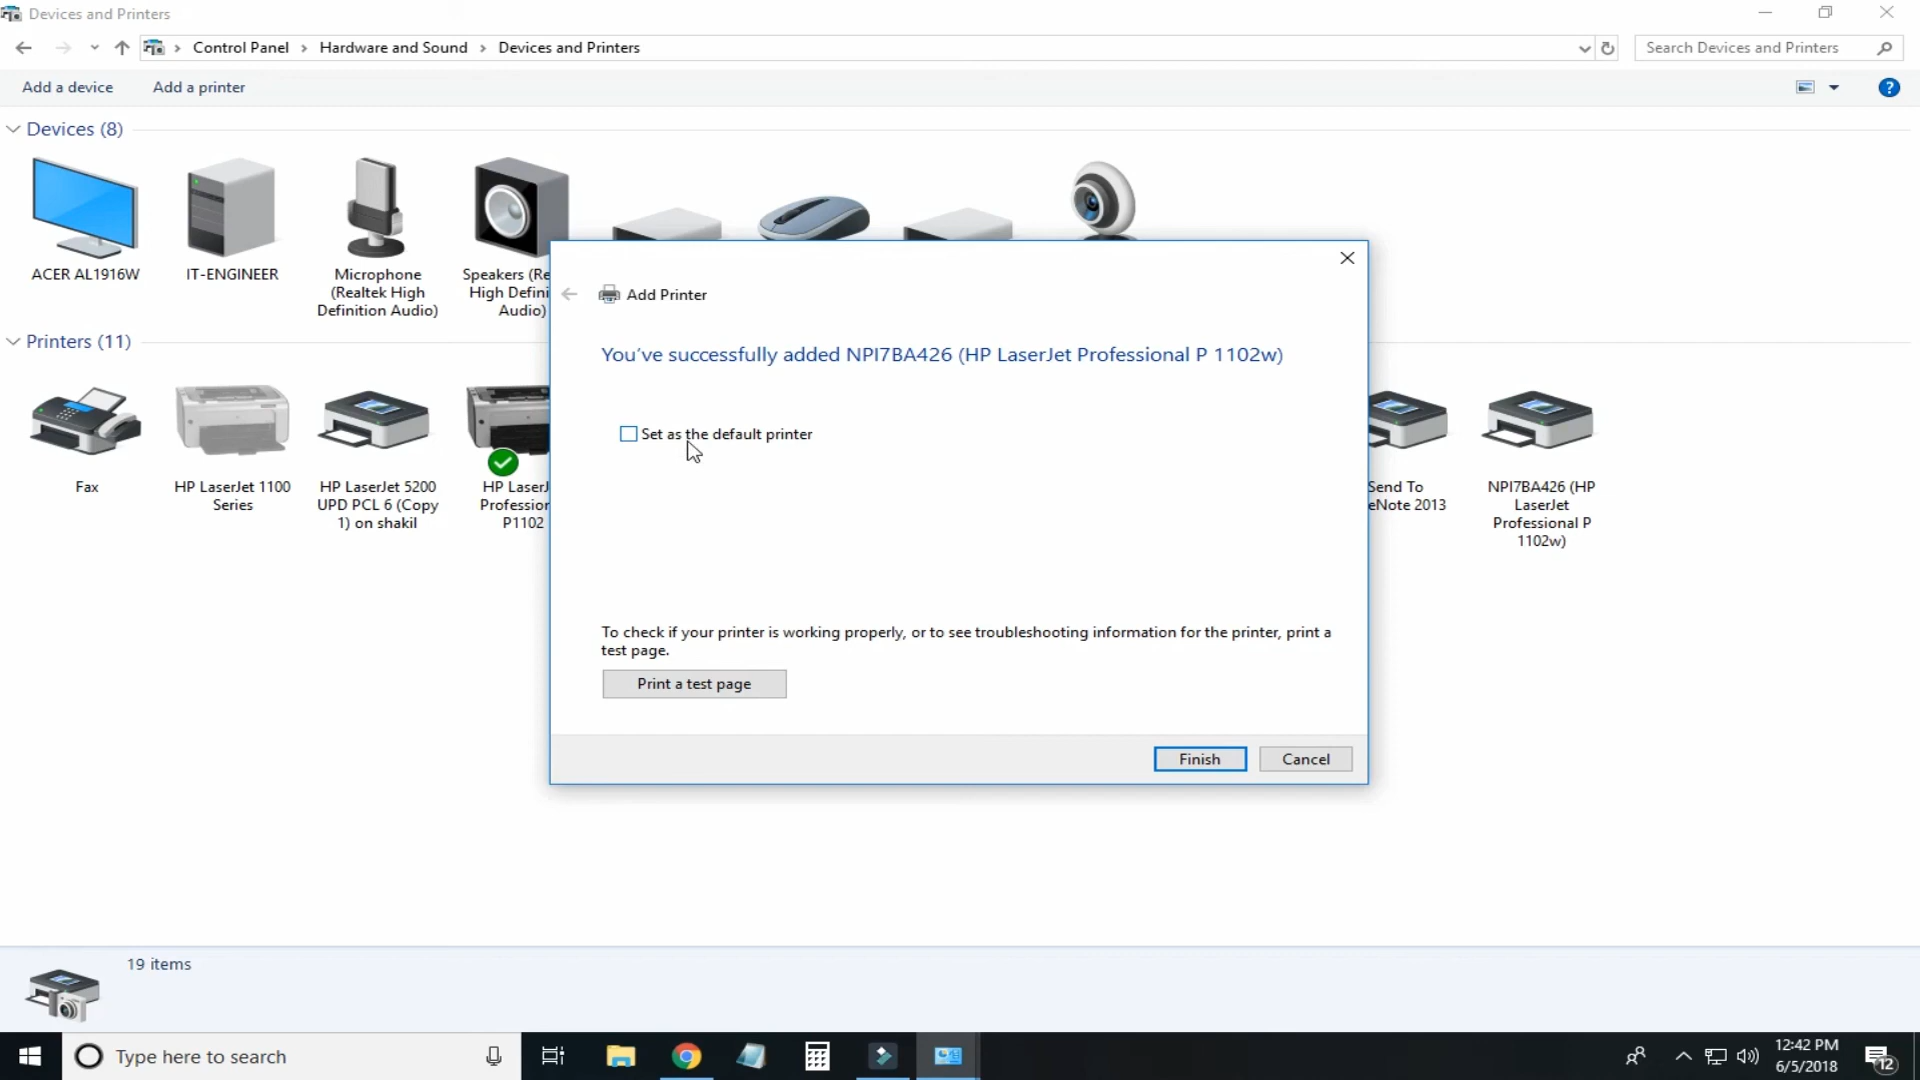 Devices and Printers
Control Panel
Hardware and Sound
Devices and Printers
Search Devices and Printers
Add a device
Add a printer
?
Devices (8)
ACER AL1916W
IT-ENGINEER
Microphone
(Realtek High
Definition Audio)
Speakers (Re
High Defini
Audio)
Printers (11)
Fax
HP LaserJet 1100
Series
HP LaserJet 5200
UPD PCL 6 (Copy
1) on shakil
HP LaserJ
Profession
P1102
Send To
eNote 2013
NPI7BA426 (HP
LaserJet
Professional P
1102w)
Add Printer
You've successfully added NPI7BA426 (HP LaserJet Professional P 1102w)
Set as the default printer
To check if your printer is working properly, or to see troubleshooting information for the printer, print a
test page.
Print a test page
Finish
Cancel
19 items
Type here to search
12:42 PM
6/5/2018
12